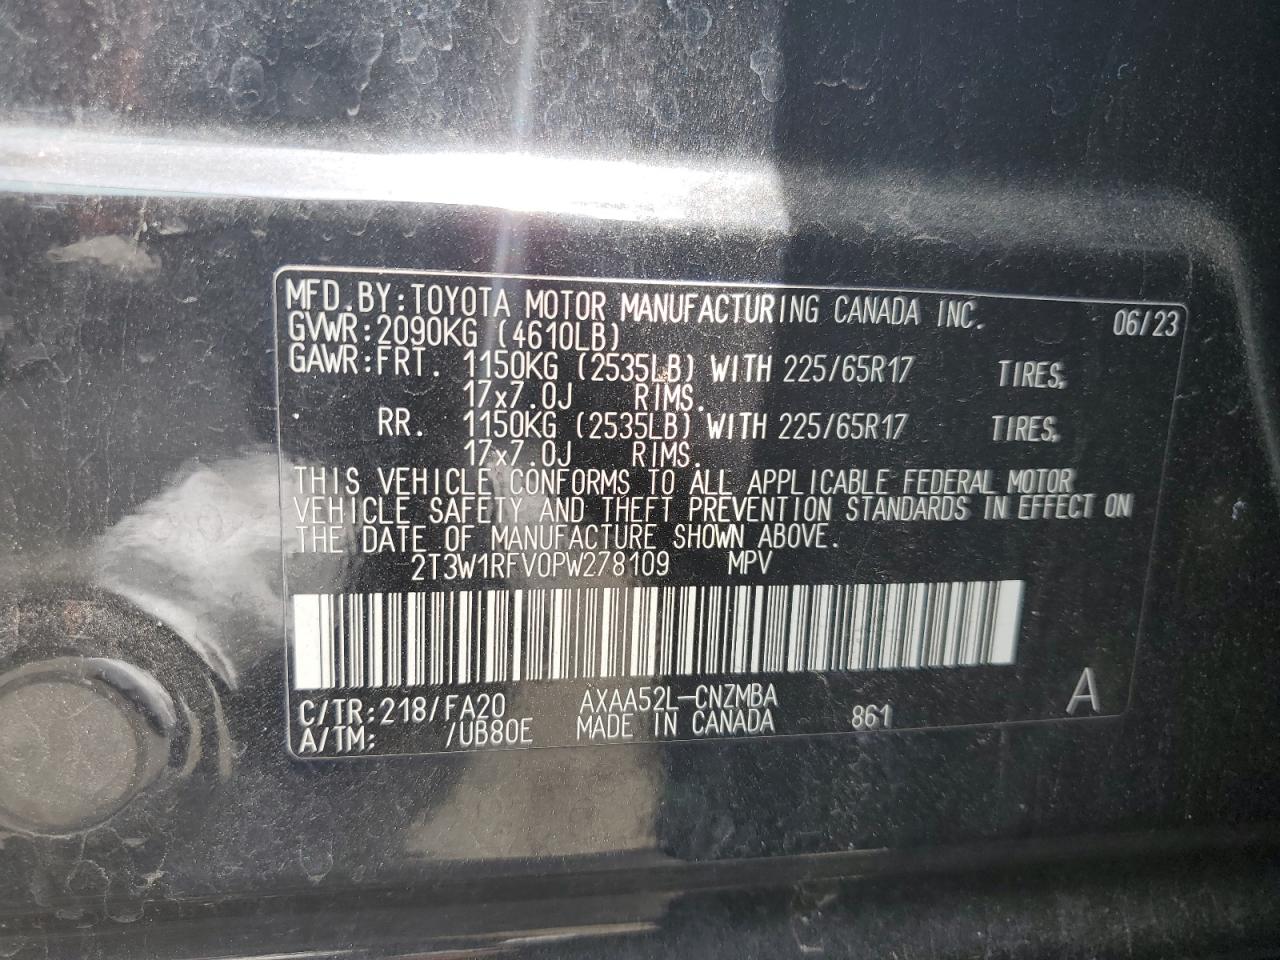 MFD.BY:TOYOTA MOTOR MANUFACTURING CANADA INC. 06/23
GVWR:2090KG (4610LB)
GAWR:FRT. 1150KG (2535LB) WITH 225/65R17 TIRES,
17x7.0J RIMS.
RR. 1150KG (2535LB) WITH 225/65R17 TIRES,
17x7.0J RIMS.
THIS VEHICLE CONFORMS TO ALL APPLICABLE FEDERAL MOTOR
VEHICLE SAFETY AND THEFT PREVENTION STANDARDS IN EFFECT ON
THE DATE OF MANUFACTURE SHOWN ABOVE.
2T3W1RFV0PW278109 MPV
C/TR:218/FA20 AXAA52L-CNZMBA A
A/TM: /UB80E MADE IN CANADA 861